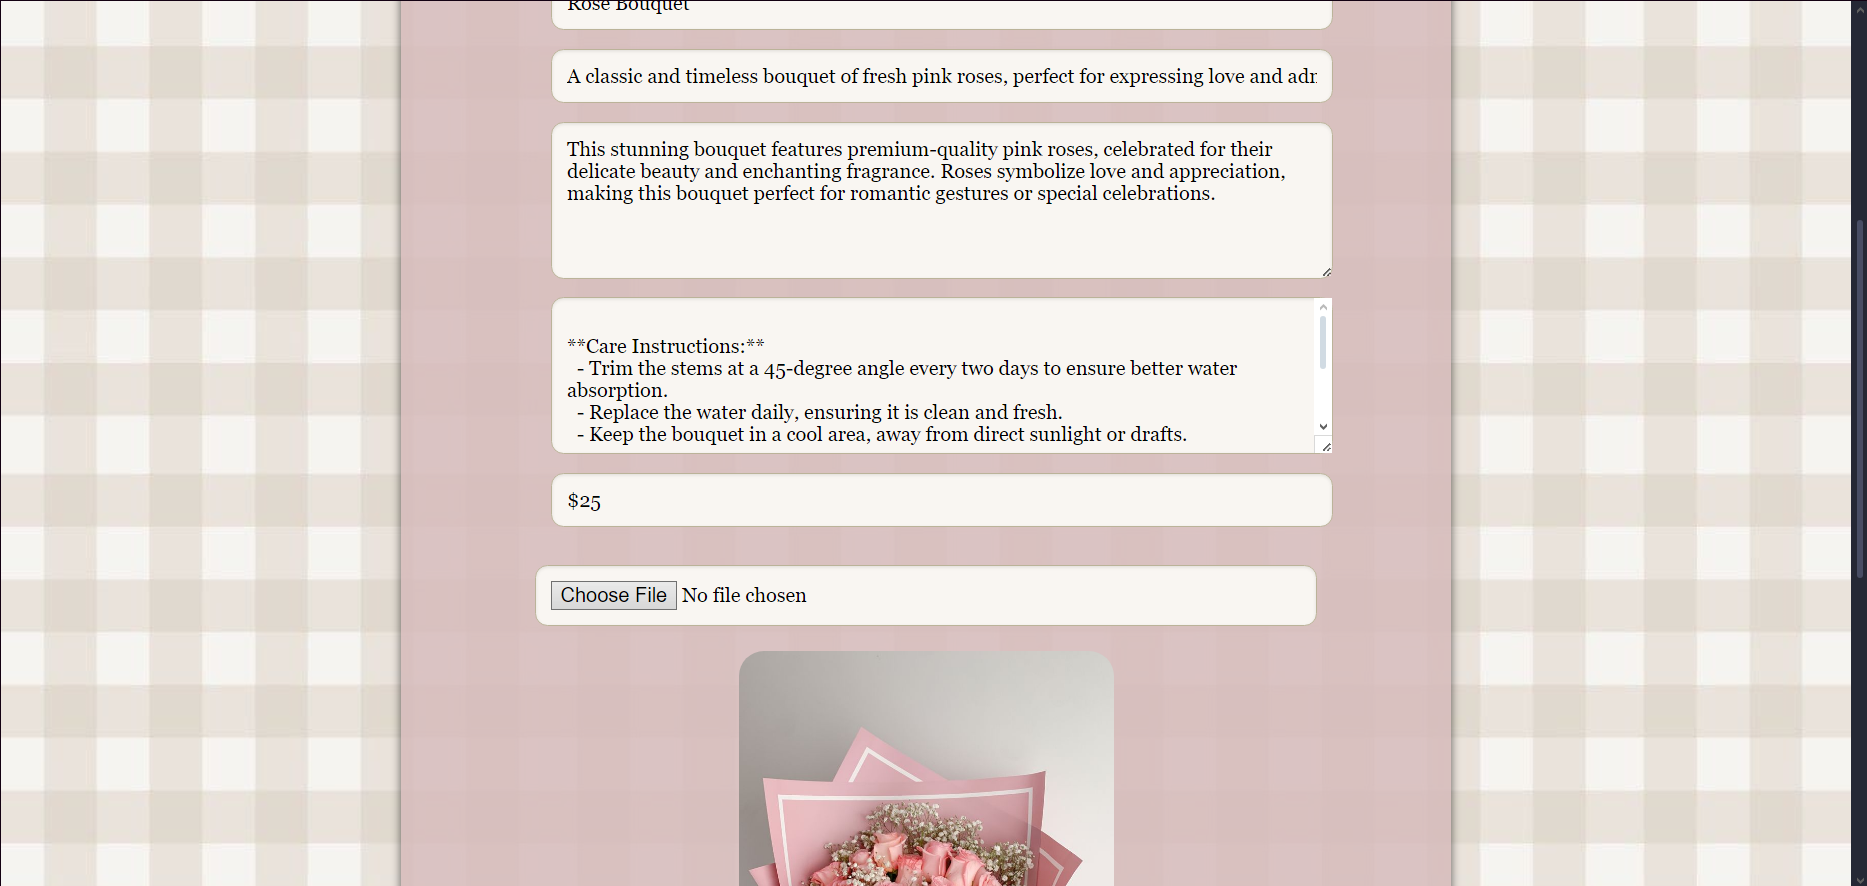 Rose Bouquet
A classic and timeless bouquet of fresh pink roses, perfect for expressing love and
This stunning bouquet features premium-quality pink roses, celebrated for their
delicate beauty and enchanting fragrance. Roses symbolize love and appreciation,
making this bouquet perfect for romantic gestures or special celebrations.
**Care Instructions:**
- Trim the stems at a 45-degree angle every two days to ensure better water
absorption.
- Replace the water daily, ensuring it is clean and fresh.
- Keep the bouquet in a cool area, away from direct sunlight or drafts.
$25
Choose File No file chosen